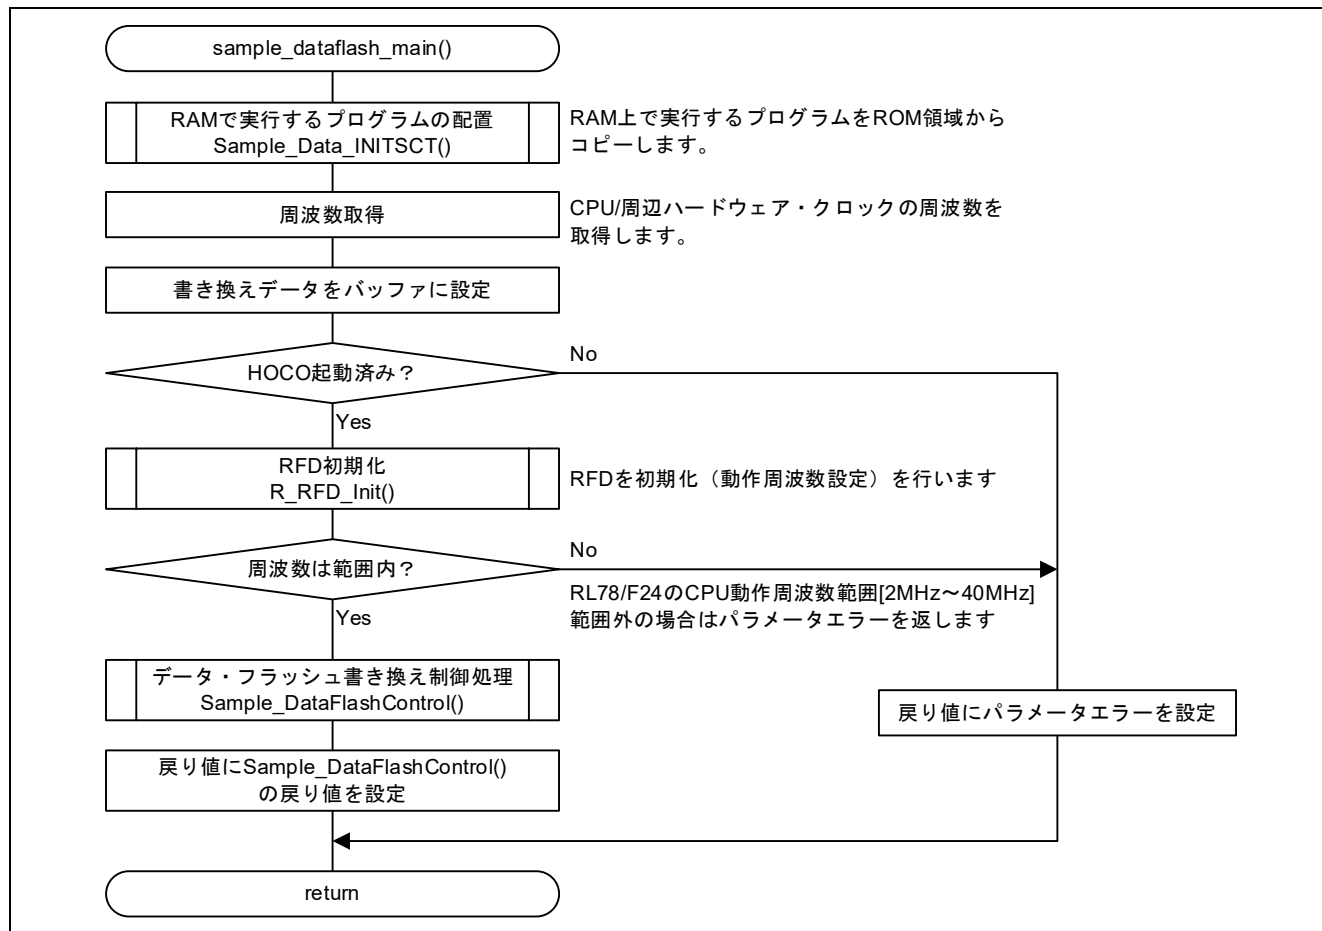 sample_dataflash_main()
RAMで実行するプログラムの配置
Sample_Data_INITSCT()
RAM上で実行するプログラムをROM領域から
コピーします。
周波数取得
CPU/周辺ハードウェア・クロックの周波数を
取得します。
書き換えデータをバッファに設定
HOCO起動済み？
No
Yes
RFD初期化
R_RFD_Init()
RFDを初期化（動作周波数設定）を行います
周波数は範囲内？
No
RL78/F24のCPU動作周波数範囲[2MHz～40MHz]
範囲外の場合はパラメータエラーを返します
Yes
データ・フラッシュ書き換え制御処理
Sample_DataFlashControl()
戻り値にパラメータエラーを設定
戻り値にSample_DataFlashControl()
の戻り値を設定
return